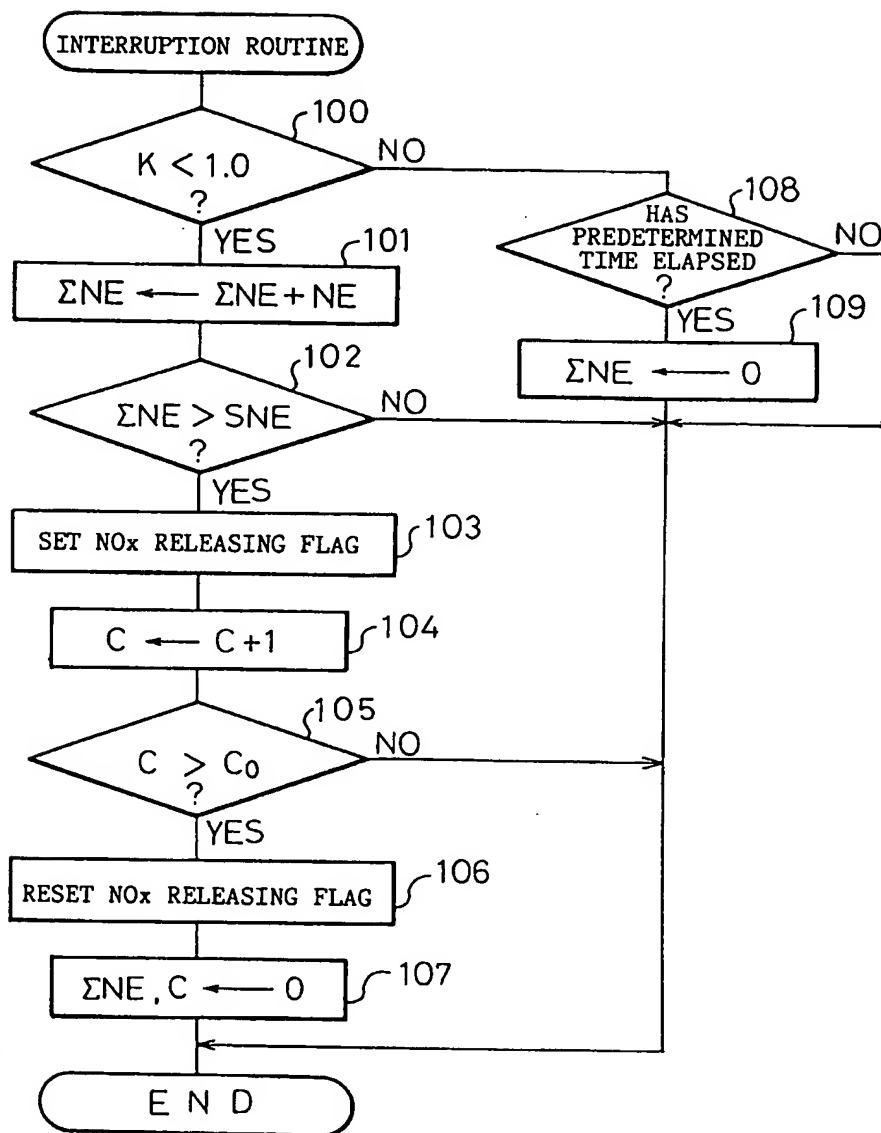 INTERRUPTION ROUTINE
100
K < 1.0
?
NO
YES
101
ΣNE ← ΣNE + NE
102
ΣNE > SNE
?
NO
YES
SET NOx RELEASING FLAG
103
C ← C+1
104
105
C > C0
?
NO
YES
RESET NOx RELEASING FLAG
106
ΣNE, C ← 0
107
END
108
HAS
PREDETERMINED
TIME ELAPSED
?
NO
YES
109
ΣNE ← 0